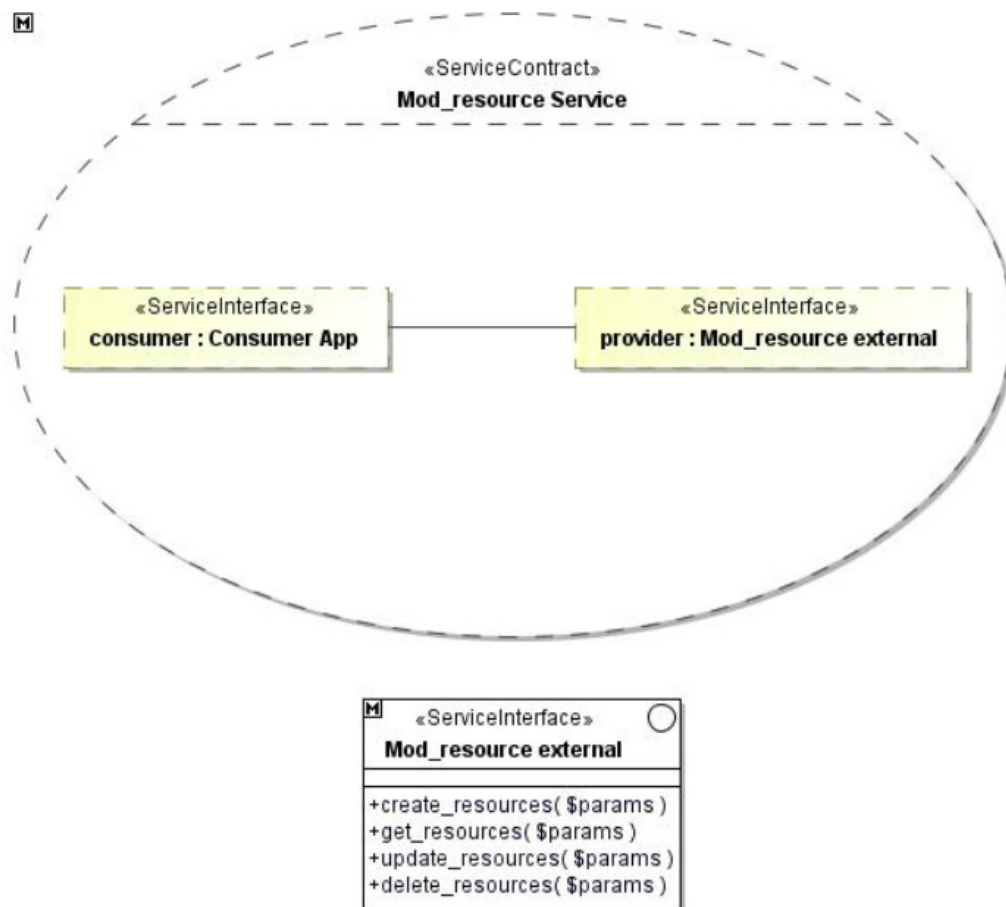 M
«ServiceContract»
Mod_resource Service
«ServiceInterface»
consumer : Consumer App
«ServiceInterface»
provider : Mod_resource external
M
«ServiceInterface»
Mod_resource external
+create_resources( $params )
+get_resources( $params )
+update_resources( $params )
+delete_resources( $params )